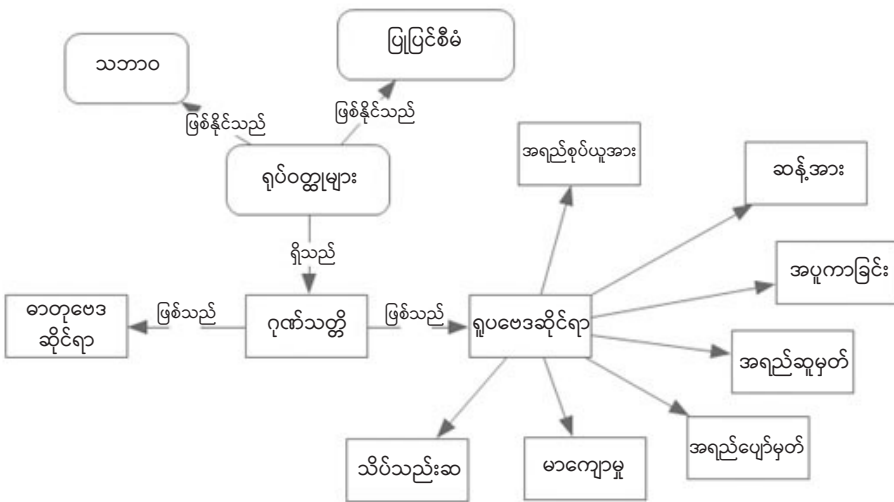 ပြုပြင်စီမံ
သဘာဝ
ဖြစ်နိုင်သည်
ဖြစ်နိုင်သည်
ရုပ်ဝတ္ထုများ
အရည်စုပ်ယူအား
ဆန့်အား
ရှိသည်
အပူကာခြင်း
ဓာတုဗေဒ
ဆိုင်ရာ
ဖြစ်သည်
ဂုဏ်သတ္တိ
ဖြစ်သည်
ရူပဗေဒဆိုင်ရာ
အရည်ဆူမှတ်
အရည်ပျော်မှတ်
သိပ်သည်းဆ
မာကျောမှု